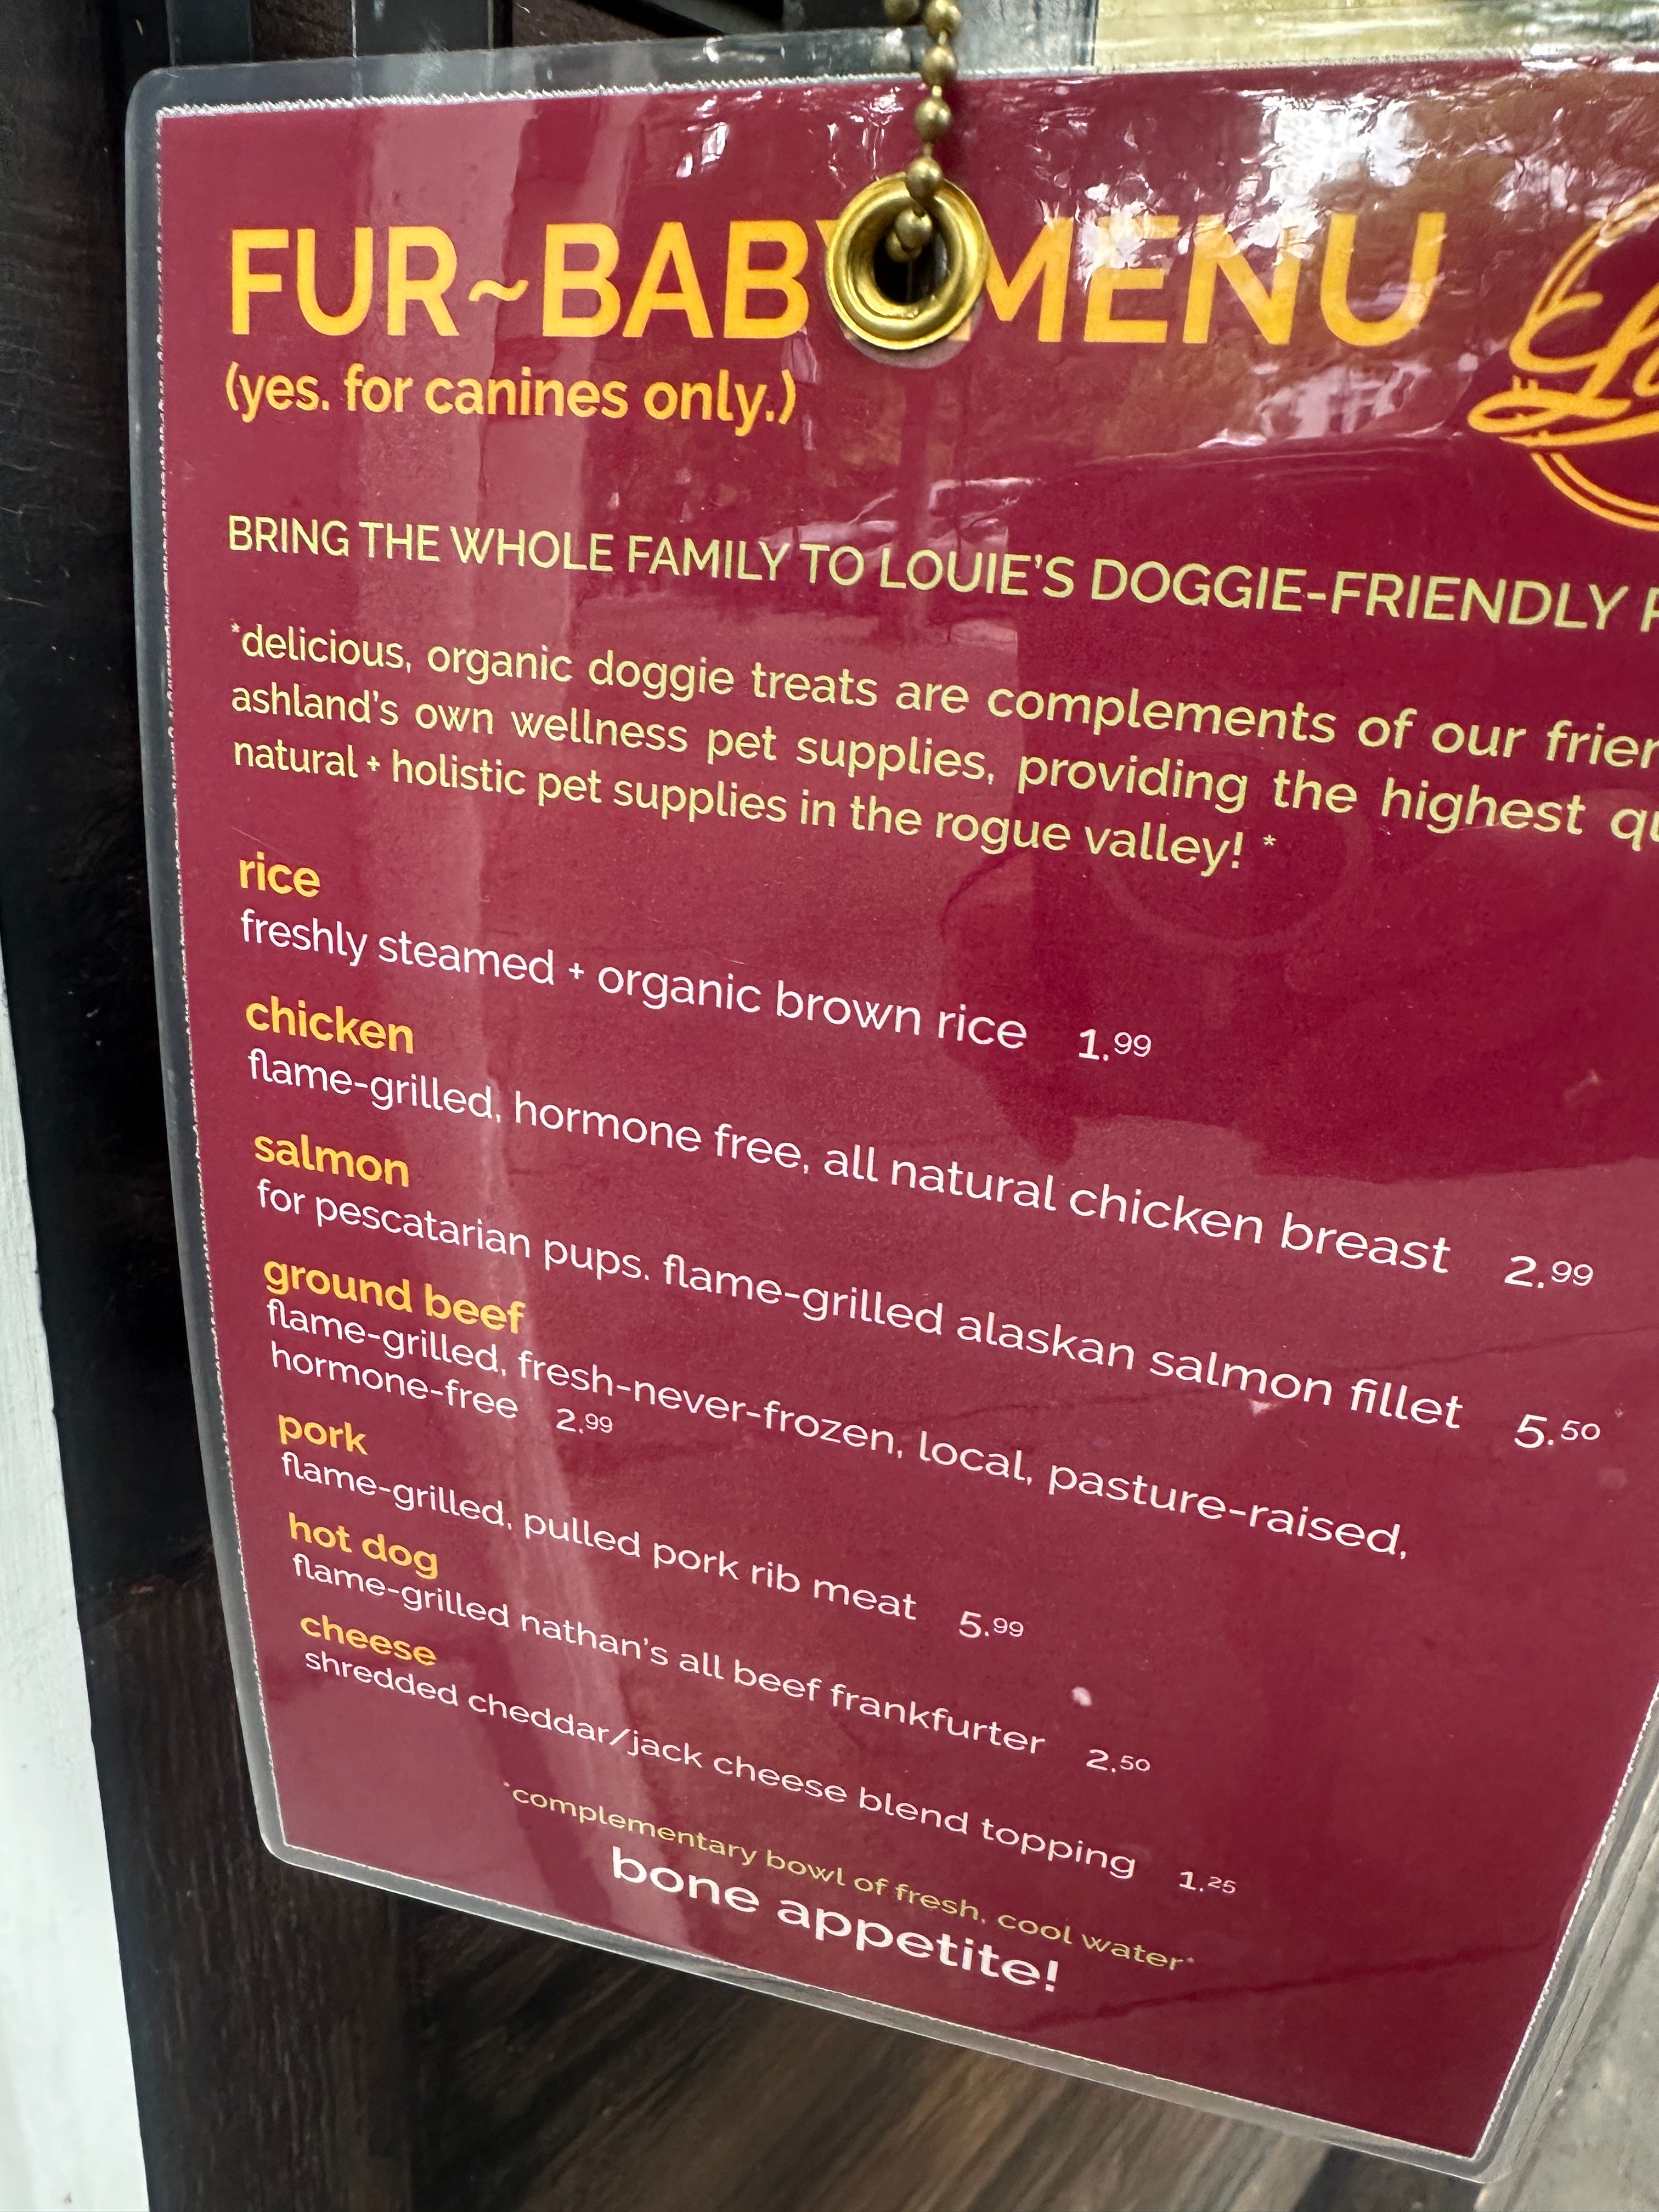 FUR~BABY MENU
(yes. for canines only.)
BRING THE WHOLE FAMILY TO LOUIE'S DOGGIE-FRIENDLY
*delicious, organic doggie treats are complements of our
ashland's own wellness pet supplies, providing the highest
natural + holistic pet supplies in the rogue valley! *
rice
freshly steamed + organic brown rice 1.99
chicken
flame-grilled, hormone free, all natural chicken breast 2.99
salmon
for pescatarian pups. flame-grilled alaskan salmon fillet 5.50
ground beef
flame-grilled, fresh-never-frozen, local, pasture-raised,
hormone-free 2.99
pork
flame-grilled, pulled pork rib meat 5.99
hot dog
flame-grilled nathan's all beef frankfurter 2.50
cheese
shredded cheddar/jack cheese blend topping 1.25
*complementary bowl of fresh, cool water*
bone appetite!